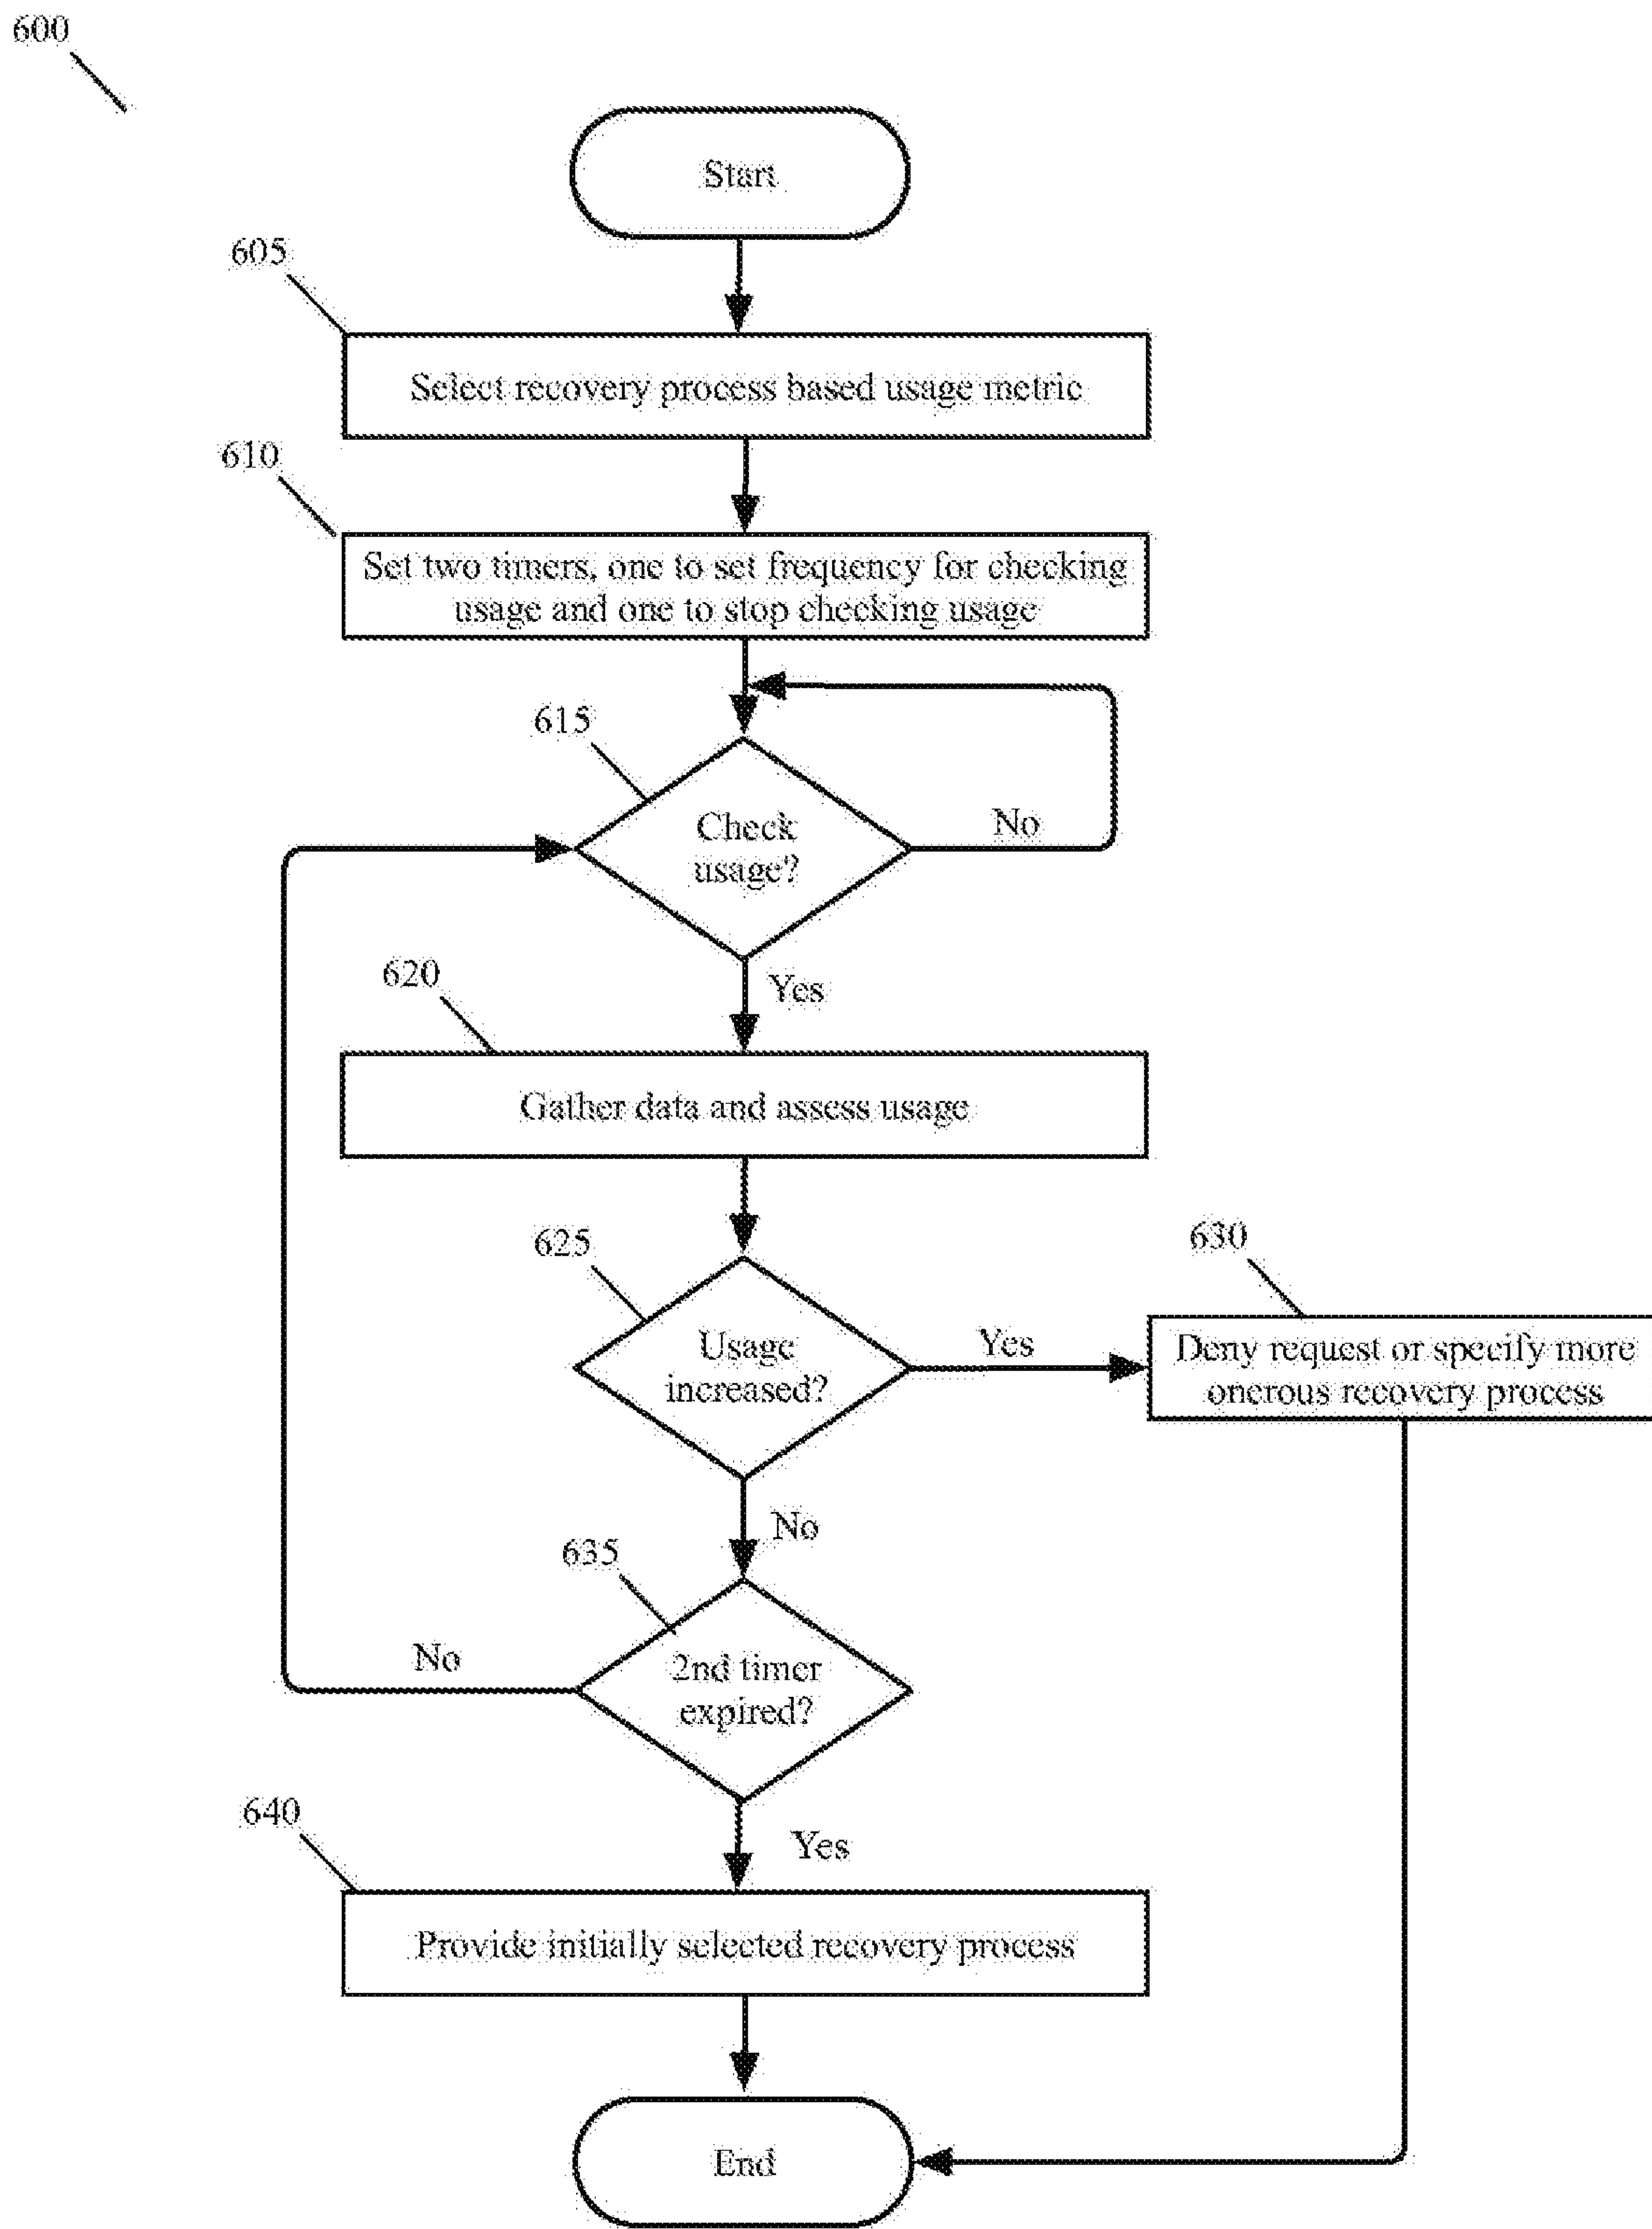 600
Start
605
Select recovery process based usage metric
610
Set two timers, one to set frequency for checking
usage and one to stop checking usage
615
Check
usage?
No
620
Yes
Gather data and assess usage
625
Usage
increased?
Yes
630
Deny request or specify more
onerous recovery process
No
635
2nd timer
expired?
No
640
Yes
Provide initially selected recovery process
End